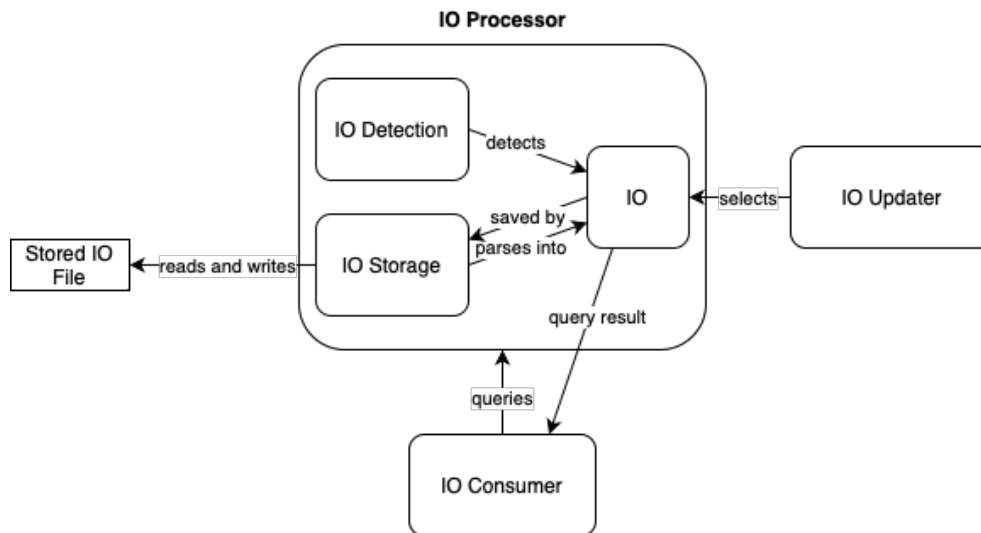 IO Processor
IO Detection
detects
IO
selects
IO Updater
saved by
parses into
Stored IO
File
reads and writes
IO Storage
query result
queries
IO Consumer